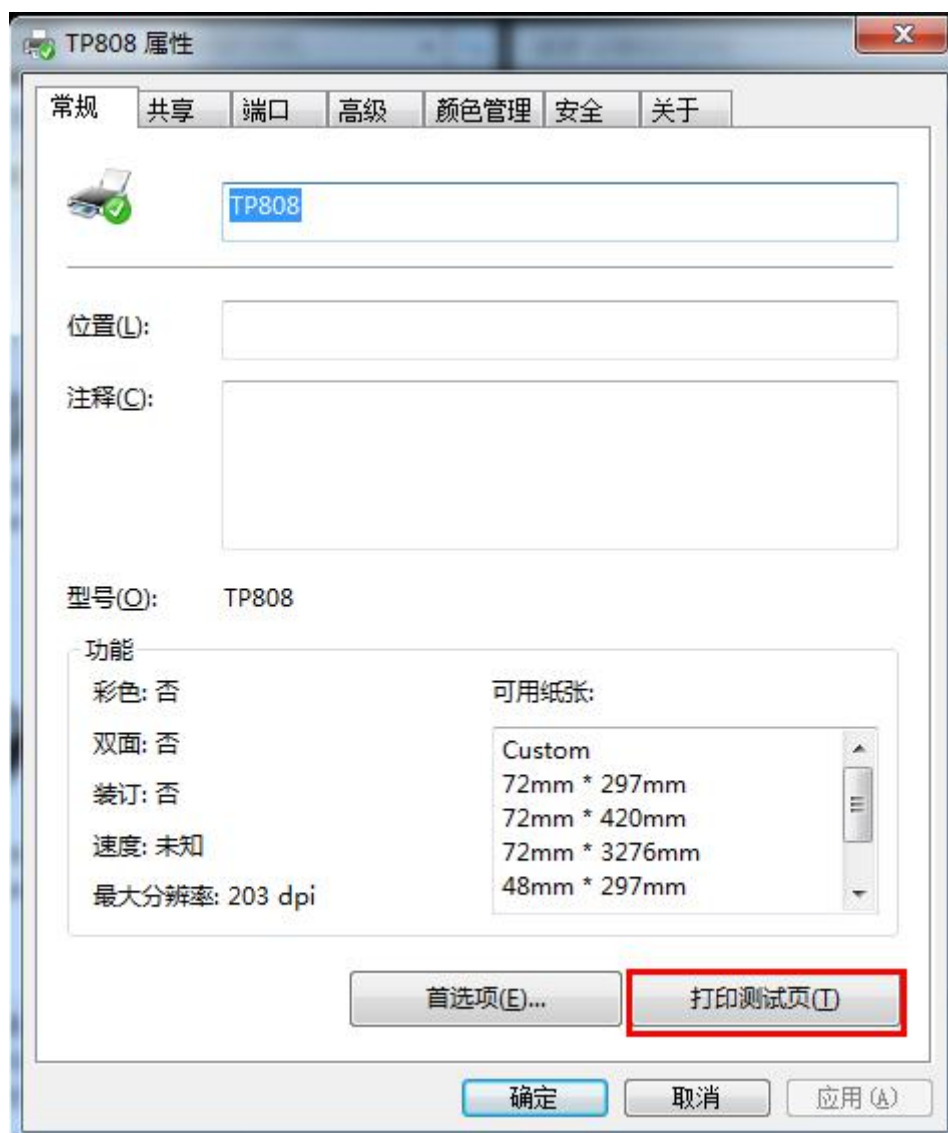 TP808 属性
常规 共享 端口 高级 颜色管理 安全 关于
TP808
位置(L):
注释(C):
型号(O): TP808
功能
彩色: 否
双面: 否
装订: 否
速度: 未知
最大分辨率: 203 dpi
可用纸张:
Custom
72mm * 297mm
72mm * 420mm
72mm * 3276mm
48mm * 297mm
首选项(E)... 打印测试页(T)
确定 取消 应用(A)